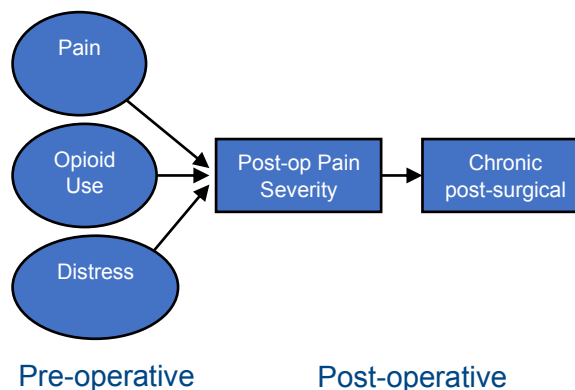 Pain
Opioid
Use
Distress
Post-op Pain
Severity
Chronic
post-surgical
Pre-operative
Post-operative